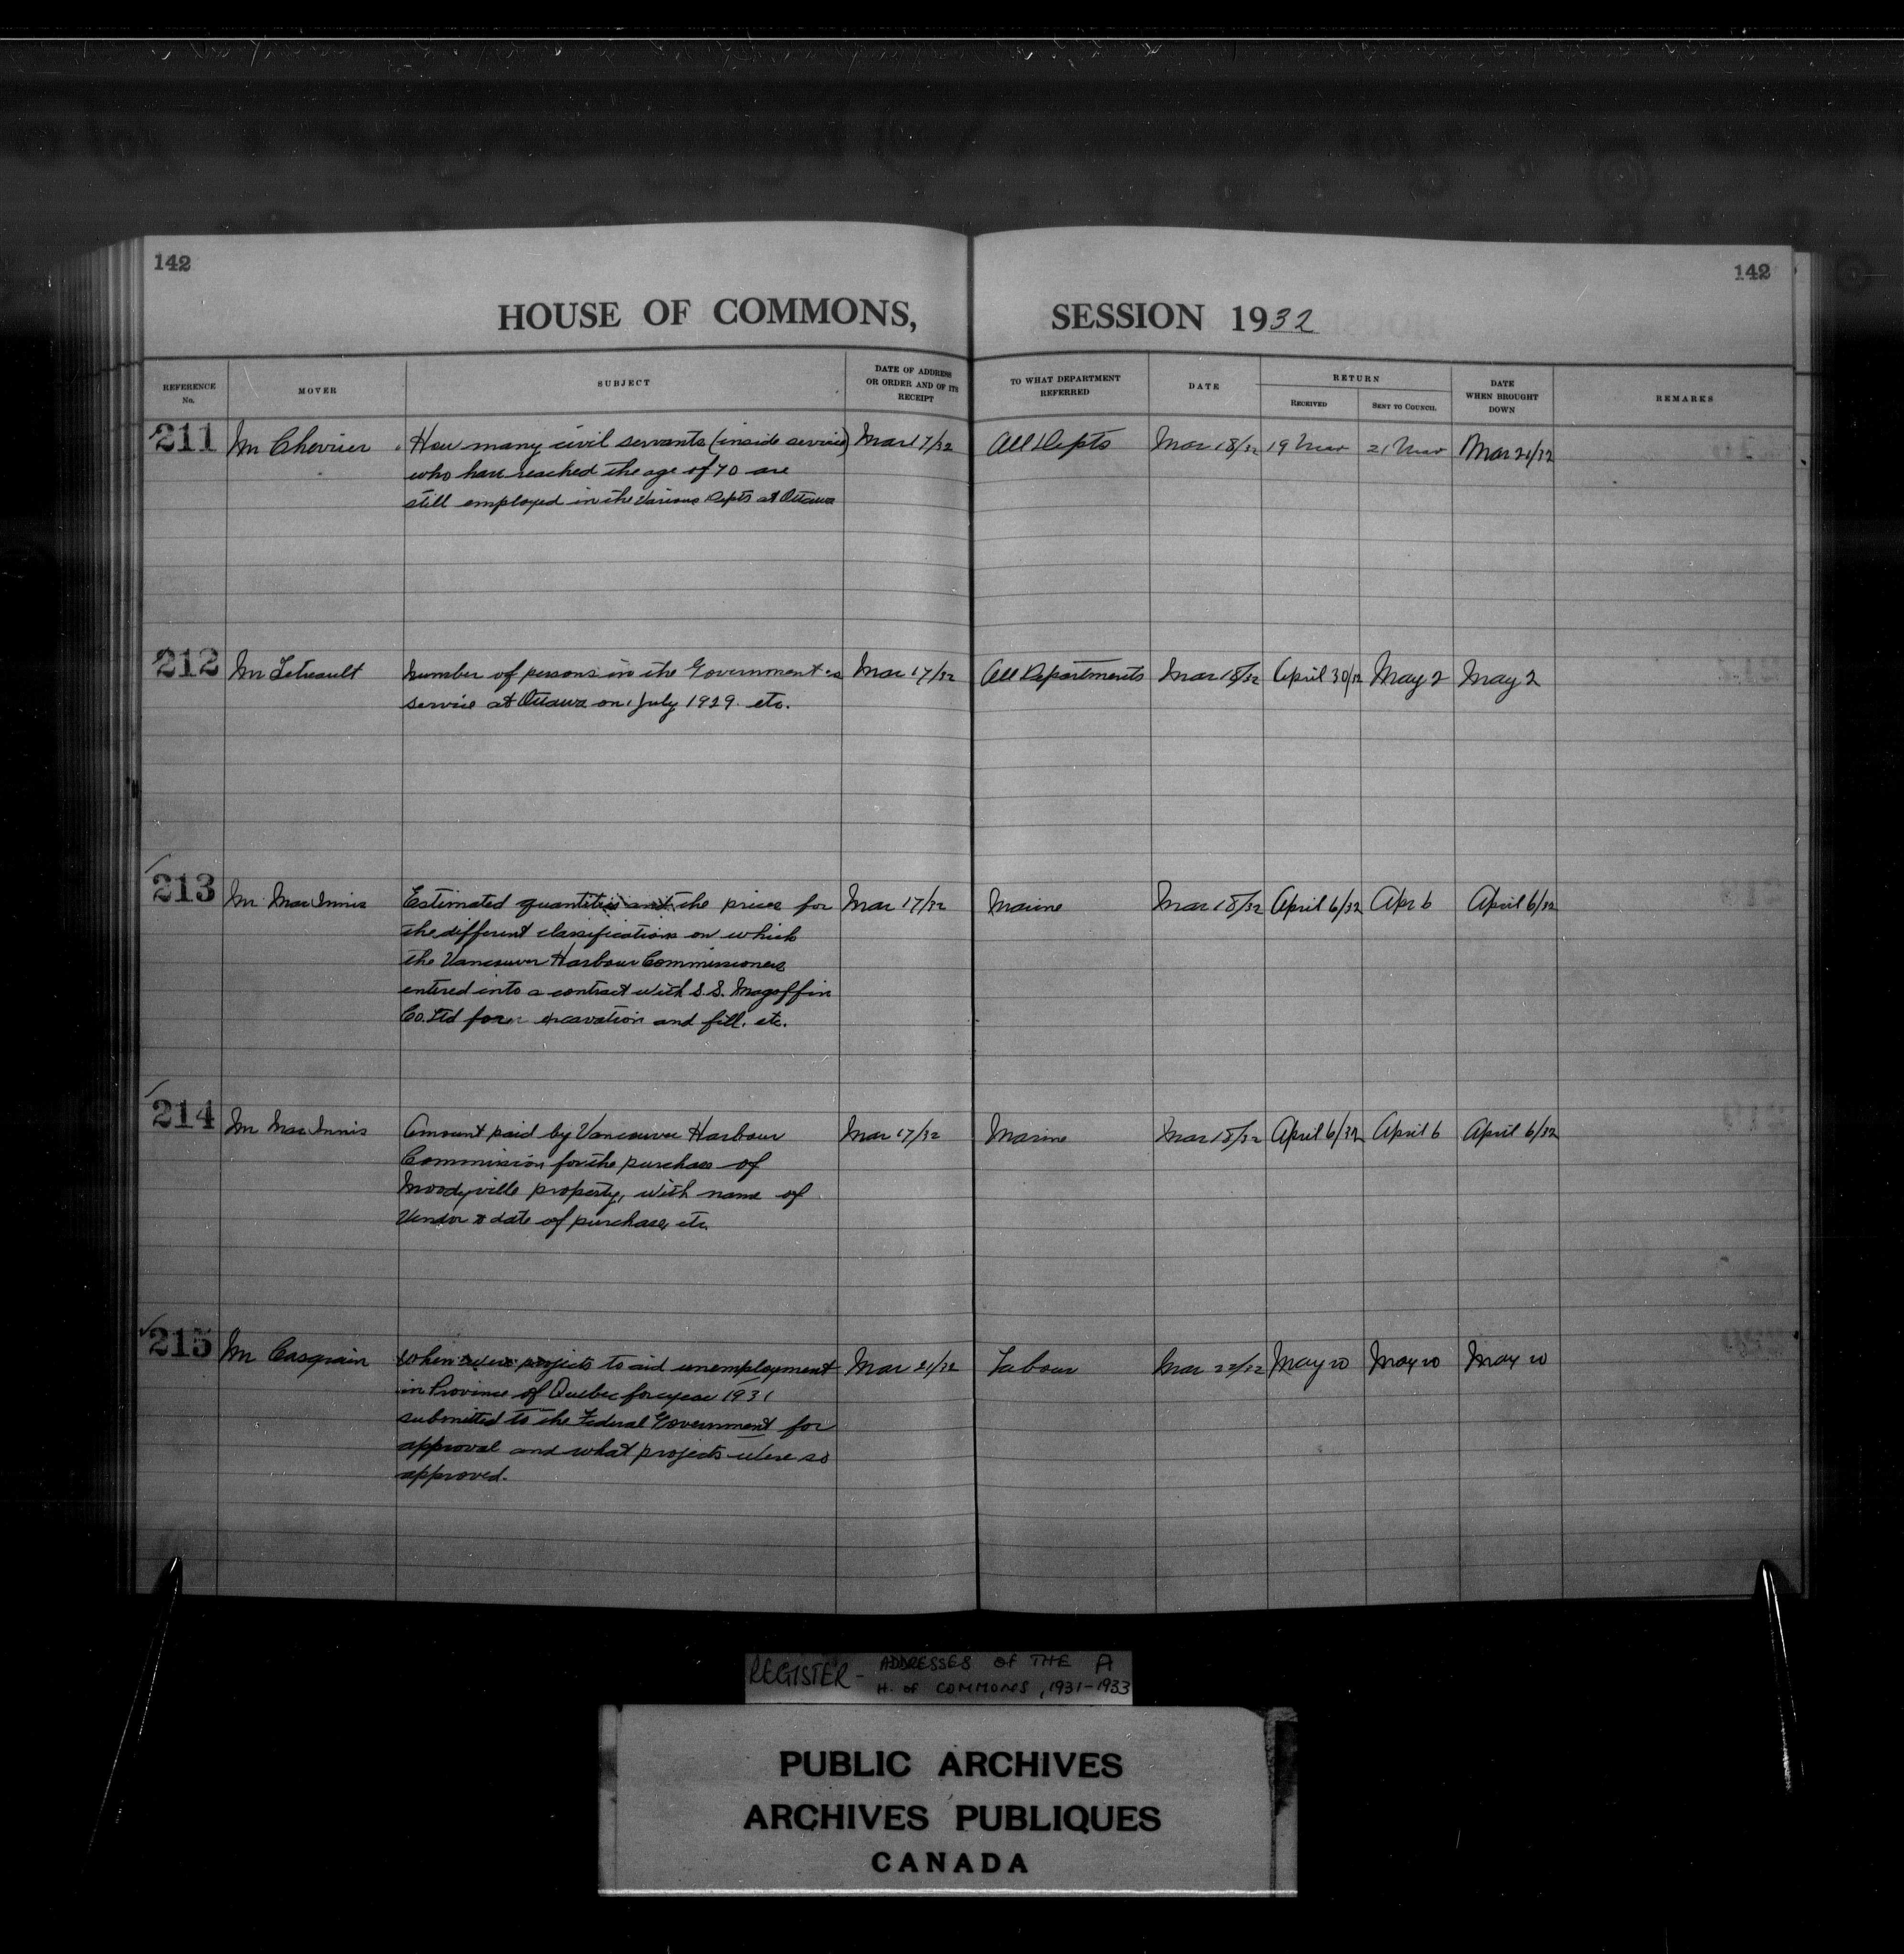 142
142
HOUSE OF COMMONS, SESSION 1932
REFERENCE No. MOVER SUBJECT DATE OF ADDRESS OR ORDER AND OF ITS RECEIPT TO WHAT DEPARTMENT REFERRED DATE RETURN RECEIVED SENT TO COUNCIL DATE WHEN BROUGHT DOWN REMARKS
211 Mr Chevrier How many civil servants (inside service) Mar 17/32 All Depts Mar 18/32 19 Mar 21 Mar Mar 21/32
who have reached the age of 70 are
still employed in the Various Depts at Ottawa
212 Mr Tetreault Number of persons in the Government's Mar 17/32 All Departments Mar 18/32 April 30/32 May 2 May 2
service at Ottawa on 1 July 1929. etc.
213 Mr MacInnis Estimated quantities and the prices for Mar 17/32 Marine Mar 18/32 April 6/32 Apr 6 April 6/32
the different classifications on which
the Vancouver Harbour Commissioners
entered into a contract with S.S. Magoffin
Co. Ltd for excavation and fill. etc.
214 Mr MacInnis Amount paid by Vancouver Harbour Mar 17/32 Marine Mar 18/32 April 6/32 April 6 April 6/32
Commission for the purchase of
Moodyville property, with name of
Vendor & date of purchase, etc
215 Mr Casgrain When were projects to aid unemployment Mar 21/32 Labour Mar 22/32 May 20 May 20 May 20
in Province of Quebec for year 1931
submitted to the Federal Government for
approval and what projects were so
approved.
REGISTER - ADDRESSES OF THE A
H. OF COMMONS, 1931-1933
PUBLIC ARCHIVES
ARCHIVES PUBLIQUES
CANADA